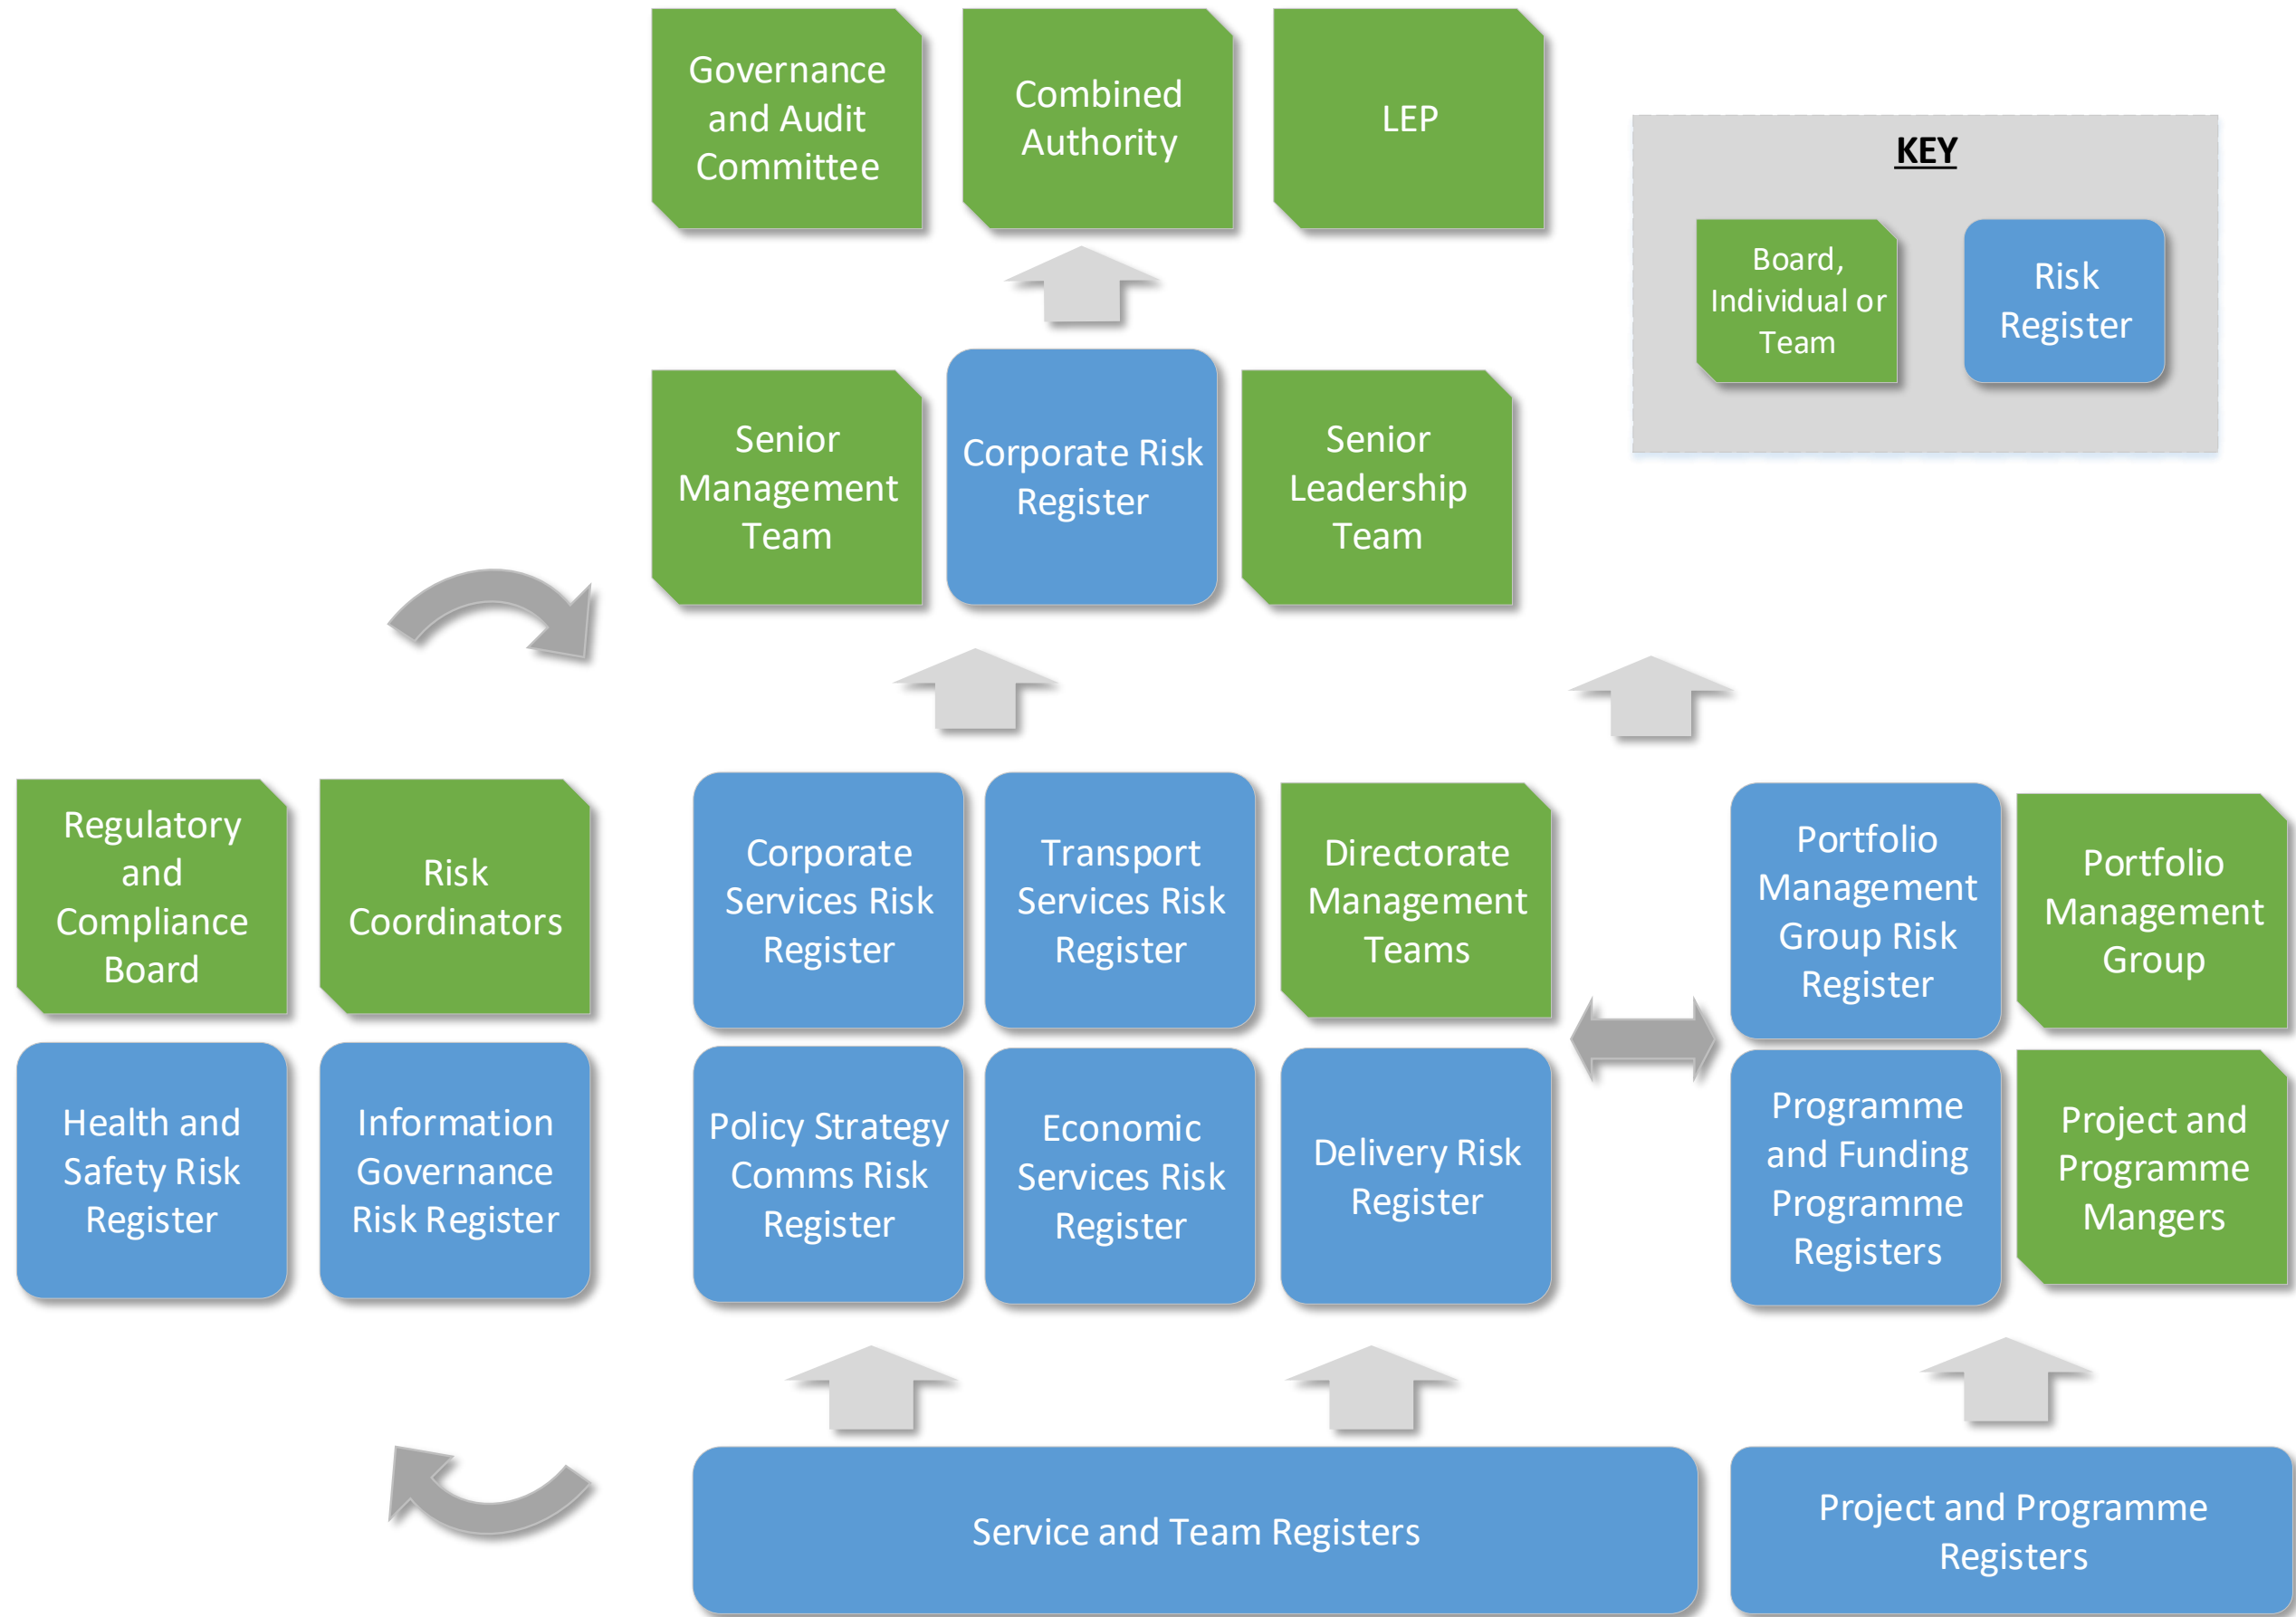 Governance
and Audit
Committee
Combined
Authority
LEP
KEY
Board,
Individual or
Team
Risk
Register
Senior
Management
Team
Corporate Risk
Register
Senior
Leadership
Team
Regulatory
and
Compliance
Board
Risk
Coordinators
Corporate
Services Risk
Register
Transport
Services Risk
Register
Directorate
Management
Teams
Portfolio
Management
Group Risk
Register
Portfolio
Management
Group
Health and
Safety Risk
Register
Information
Governance
Risk Register
Policy Strategy
Comms Risk
Register
Economic
Services Risk
Register
Delivery Risk
Register
Programme
and Funding
Programme
Registers
Project and
Programme
Mangers
Service and Team Registers
Project and Programme
Registers